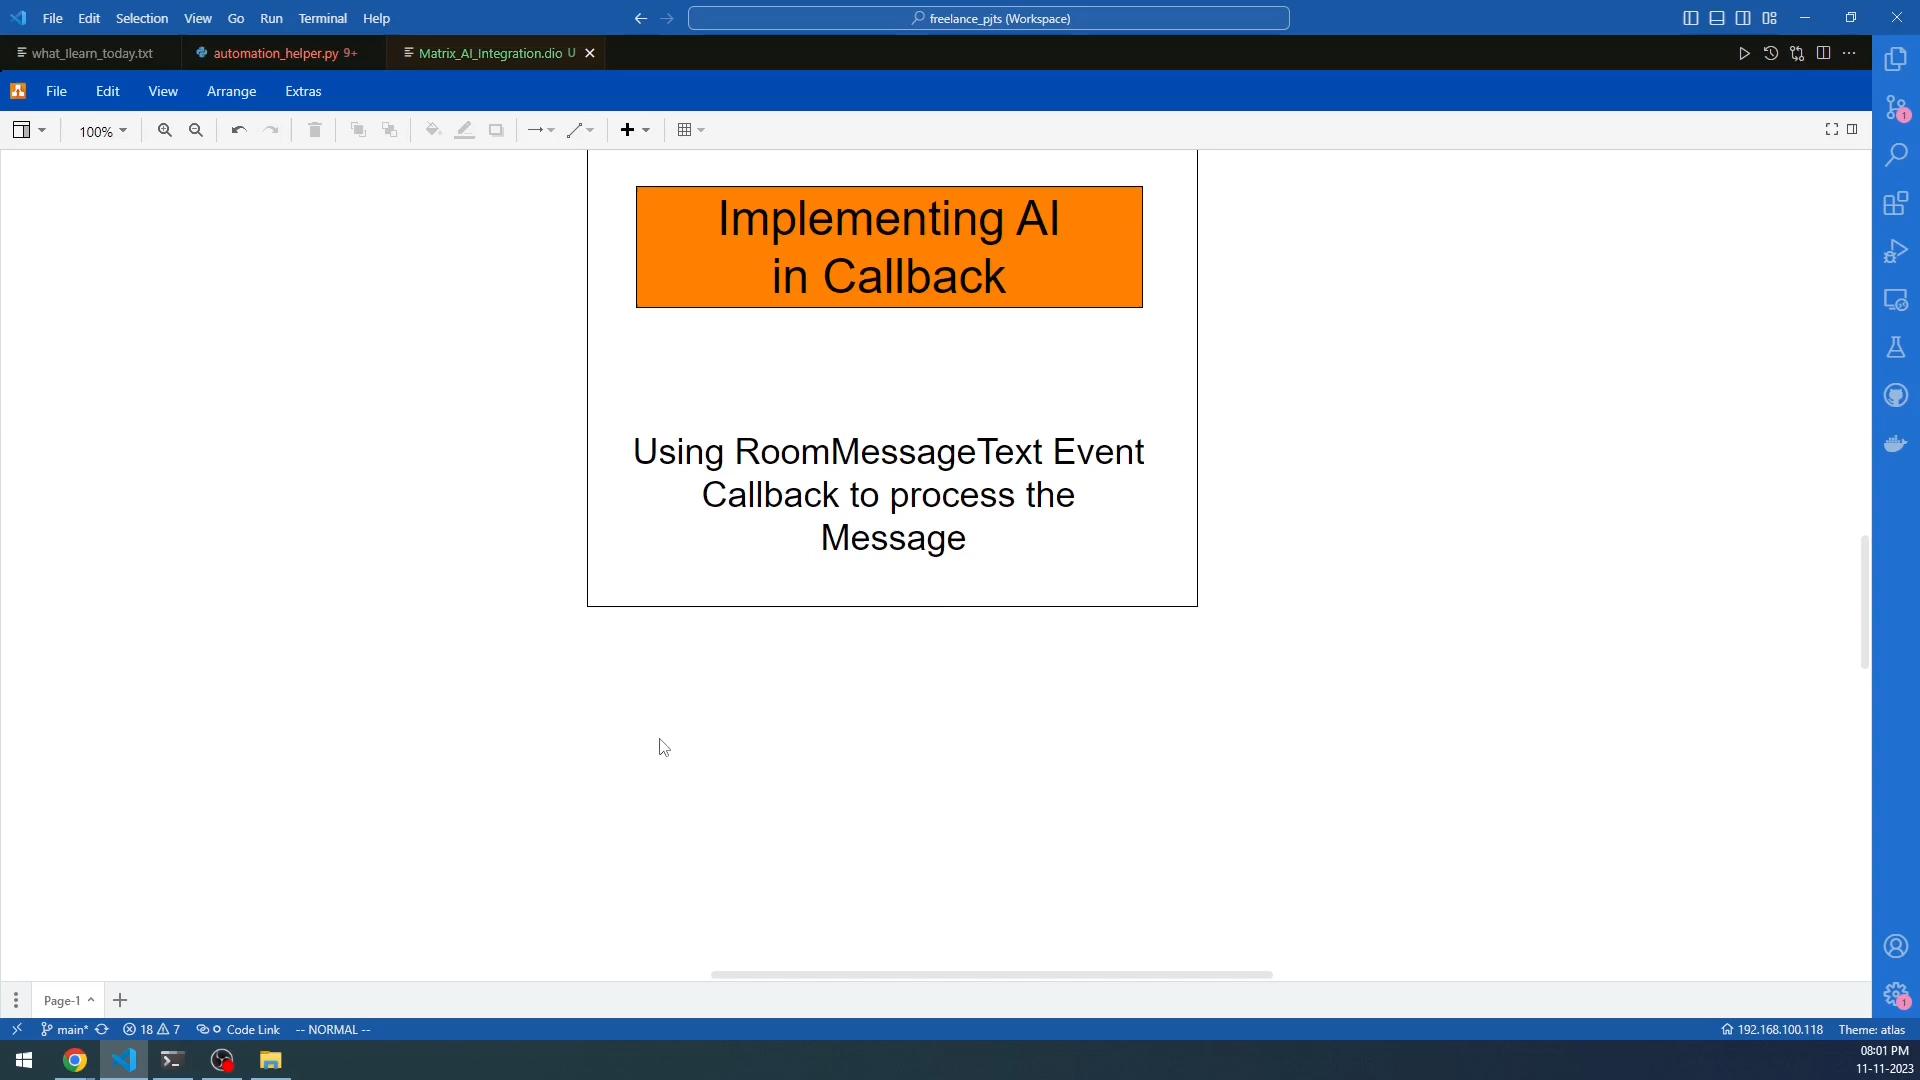 File Edit Selection View Go Run Terminal Help
freelance_pjts (Workspace)
what_Ilearn_today.txt
automation_helper.py 9+
Matrix_AI_Integration.dio U
File Edit View Arrange Extras
100%
Implementing AI
in Callback
Using RoomMessageText Event
Callback to process the
Message
1
1
Page-1
main* 18 7 Code Link -- NORMAL --
192.168.100.118 Theme: atlas
08:01 PM
11-11-2023